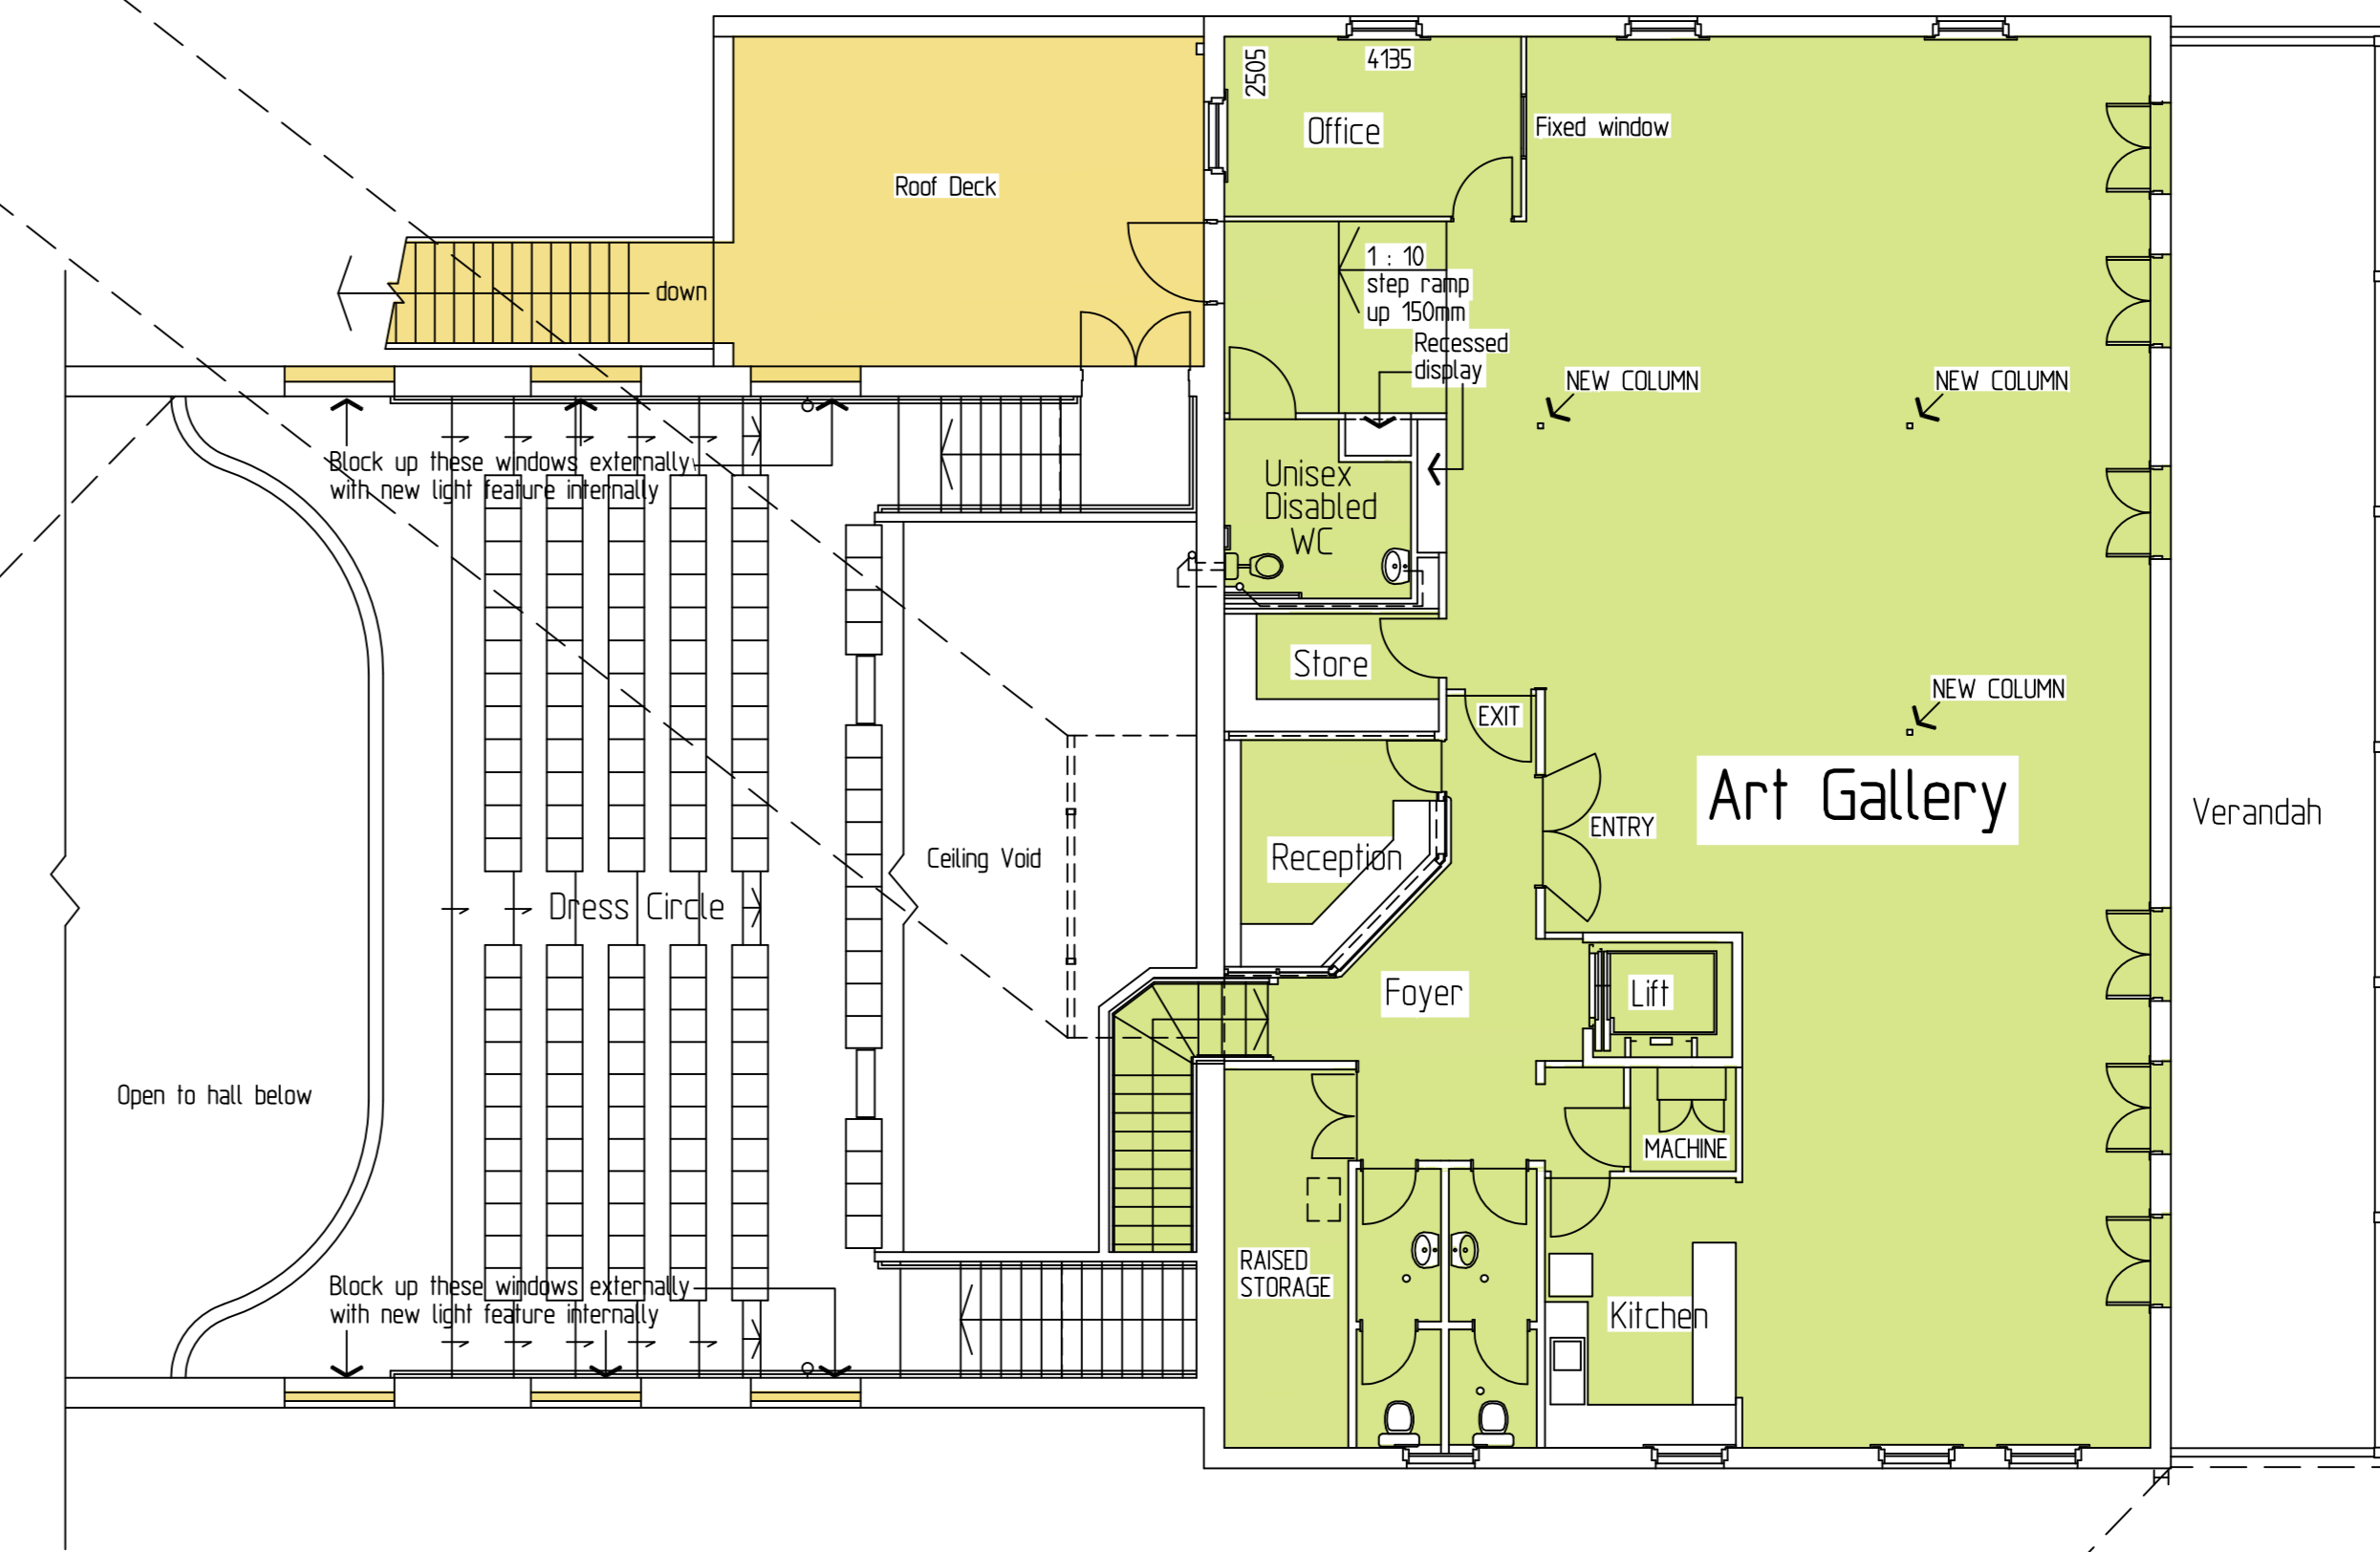 2505
4135
Office
Fixed window
Roof Deck
1 : 10
step ramp
up 150mm
down
Recessed
display
NEW COLUMN
NEW COLUMN
Block up these windows externally
with new light feature internally
Unisex
Disabled
WC
Store
NEW COLUMN
EXIT
Art Gallery
Verandah
ENTRY
Ceiling Void
Reception
Dress Circle
Foyer
Lift
Open to hall below
MACHINE
RAISED
STORAGE
Block up these windows externally
with new light feature internally
Kitchen